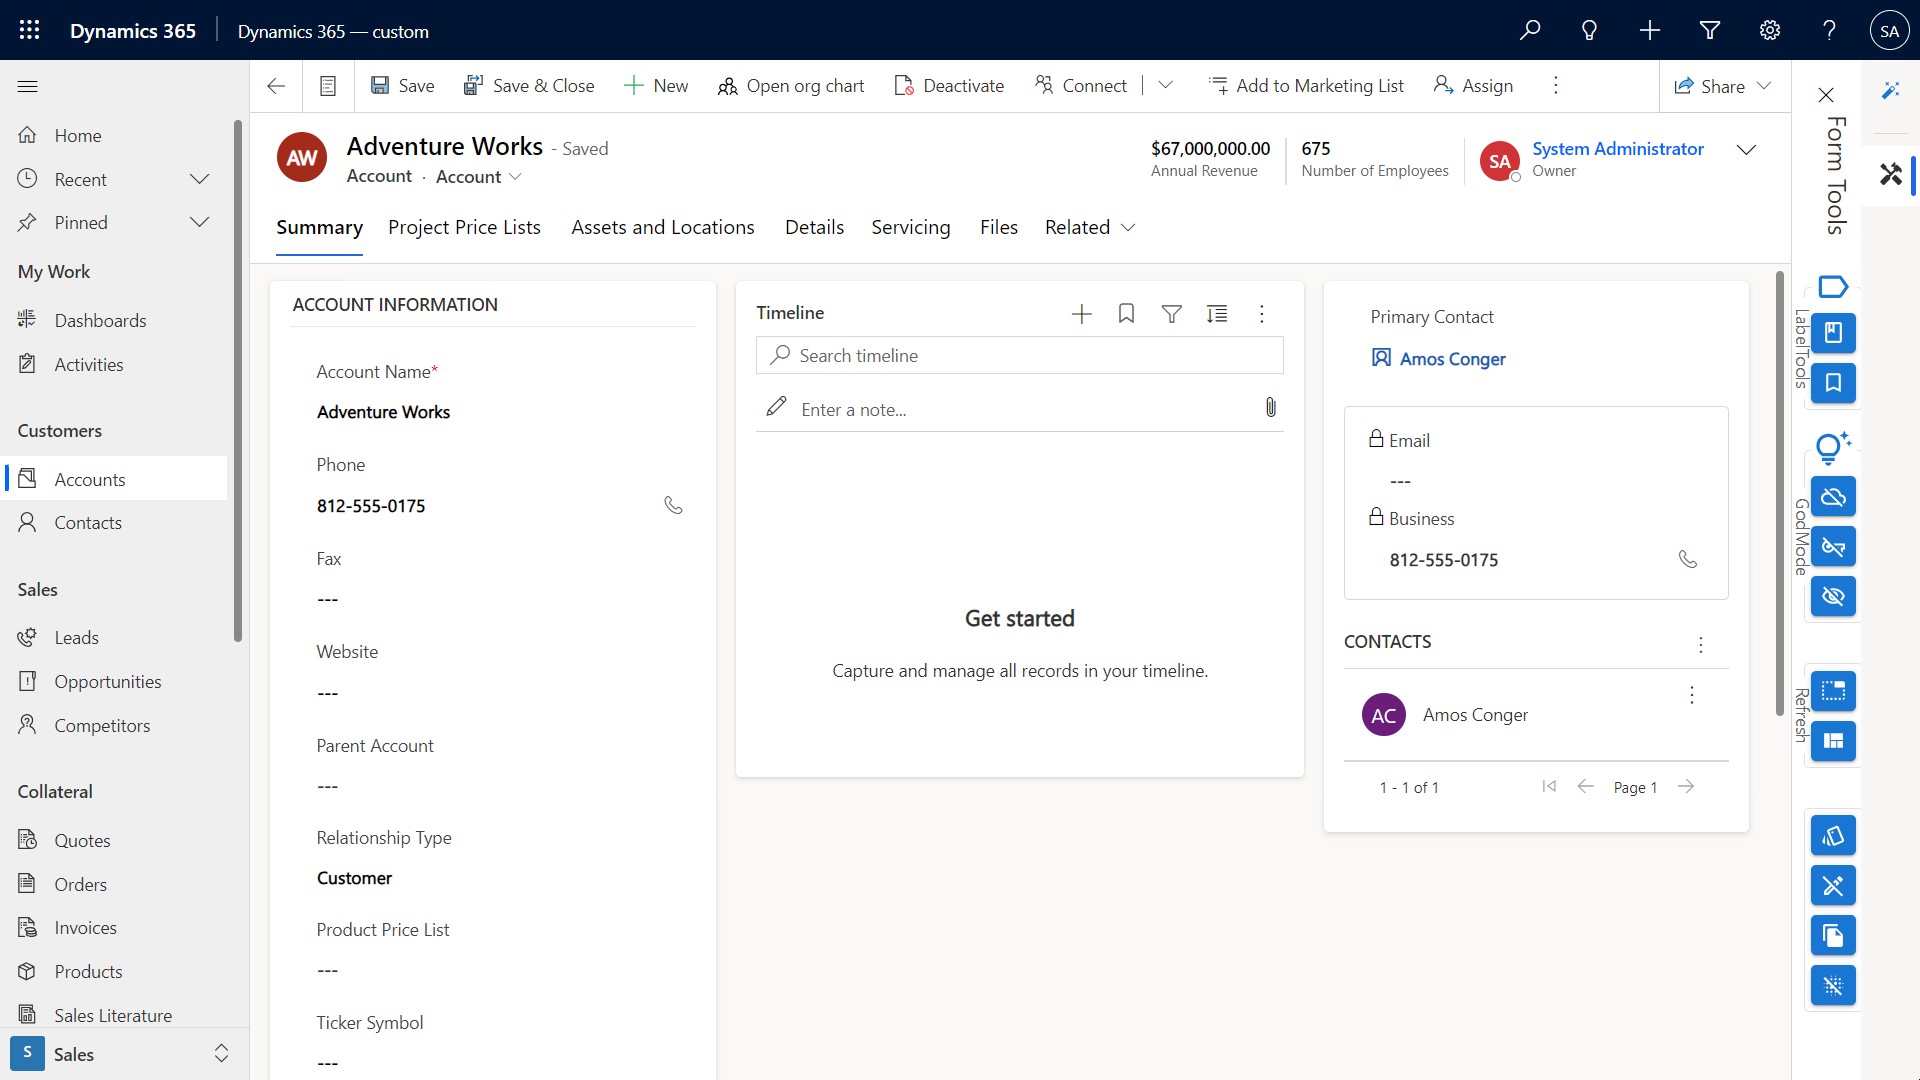 Dynamics 365
Dynamics 365 — custom
SA
Home
Recent
Pinned
My Work
Dashboards
Activities
Customers
Accounts
Contacts
Sales
Leads
Opportunities
Competitors
Collateral
Quotes
Orders
Invoices
Products
Sales Literature
S
Sales
Save
Save & Close
New
Open org chart
Deactivate
Connect
Add to Marketing List
Assign
Share
AW
Adventure Works - Saved
Account · Account
$67,000,000.00
Annual Revenue
675
Number of Employees
SA
System Administrator
Owner
Summary
Project Price Lists
Assets and Locations
Details
Servicing
Files
Related
ACCOUNT INFORMATION
Account Name*
Adventure Works
Phone
812-555-0175
Fax
---
Website
---
Parent Account
---
Relationship Type
Customer
Product Price List
---
Ticker Symbol
---
Timeline
Search timeline
Enter a note...
Get started
Capture and manage all records in your timeline.
Primary Contact
Amos Conger
Email
---
Business
812-555-0175
CONTACTS
AC
Amos Conger
1 - 1 of 1
Page 1
Form Tools
LabelTools
GodMode
Refresh